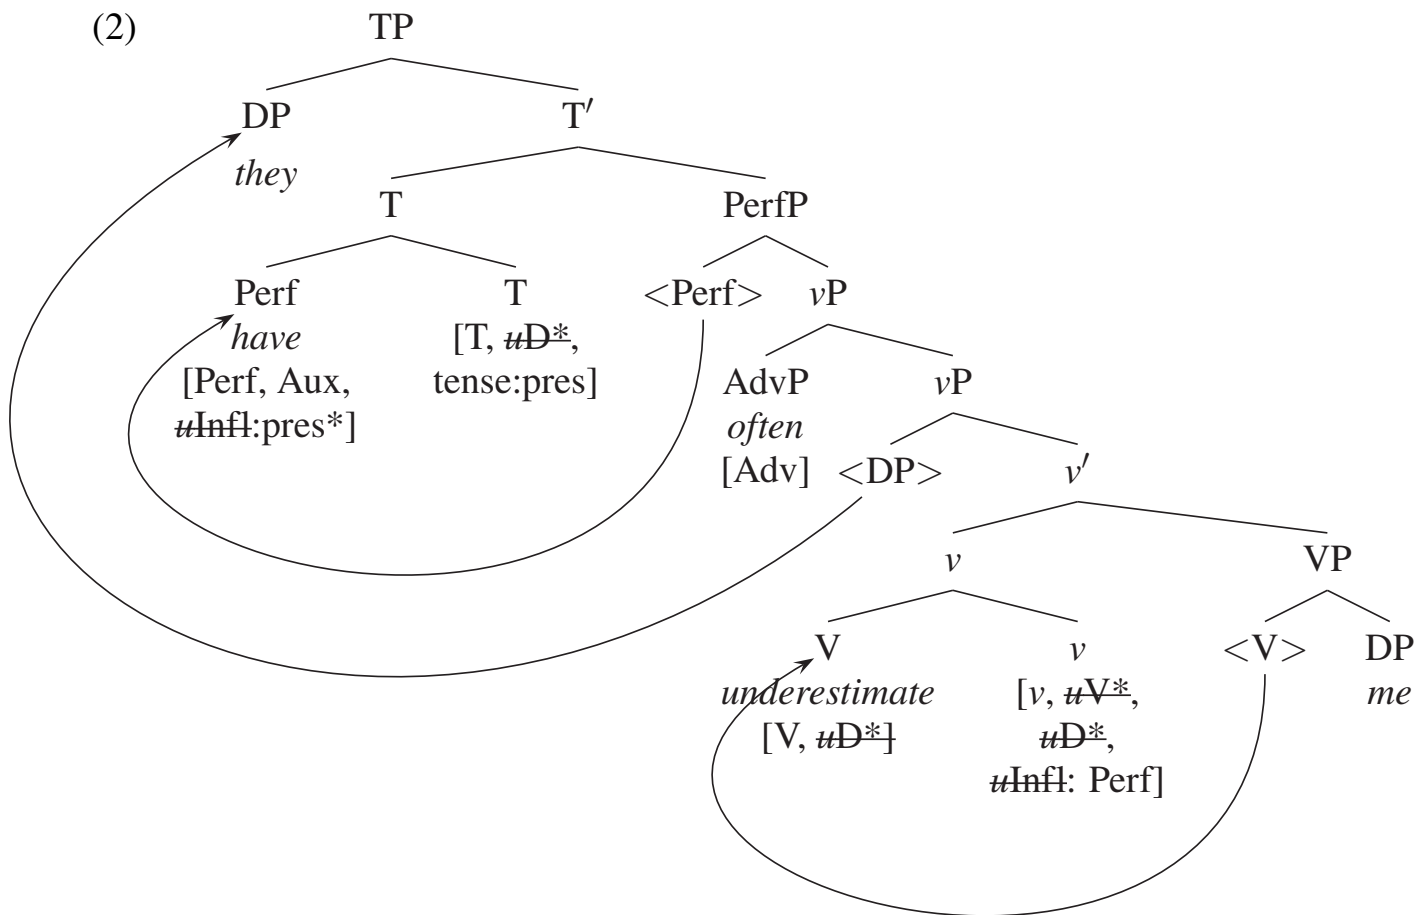 (2) TP
DP T′
they
T PerfP
Perf T <Perf> vP
have [T, uD*,
[Perf, Aux, tense:pres] AdvP vP
uInfl:pres*] often
[Adv] <DP> v′
v VP
V v <V> DP
underestimate [v, uV*, me
[V, uD*] uD*,
uInfl: Perf]